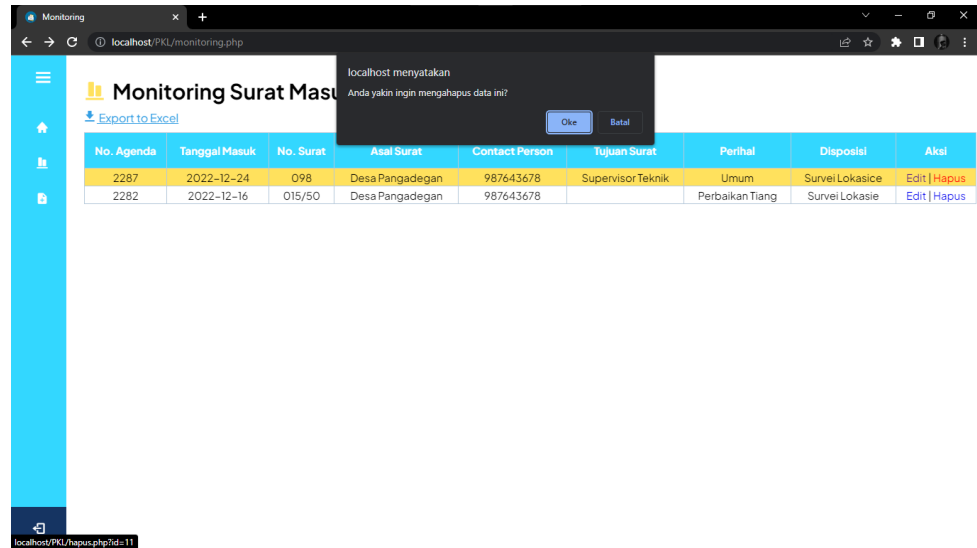 Monitoring
localhost/PKL/monitoring.php
localhost menyatakan
Anda yakin ingin mengahapus data ini?
Oke Batal
Monitoring Surat Masu
Export to Excel
No. Agenda Tanggal Masuk No. Surat Asal Surat Contact Person Tujuan Surat Perihal Disposisi Aksi
2287 2022-12-24 098 Desa Pangadegan 987643678 Supervisor Teknik Umum Survei Lokasice Edit | Hapus
2282 2022-12-16 015/50 Desa Pangadegan 987643678 Perbaikan Tiang Survei Lokasie Edit | Hapus
localhost/PKL/hapus.php?id=11